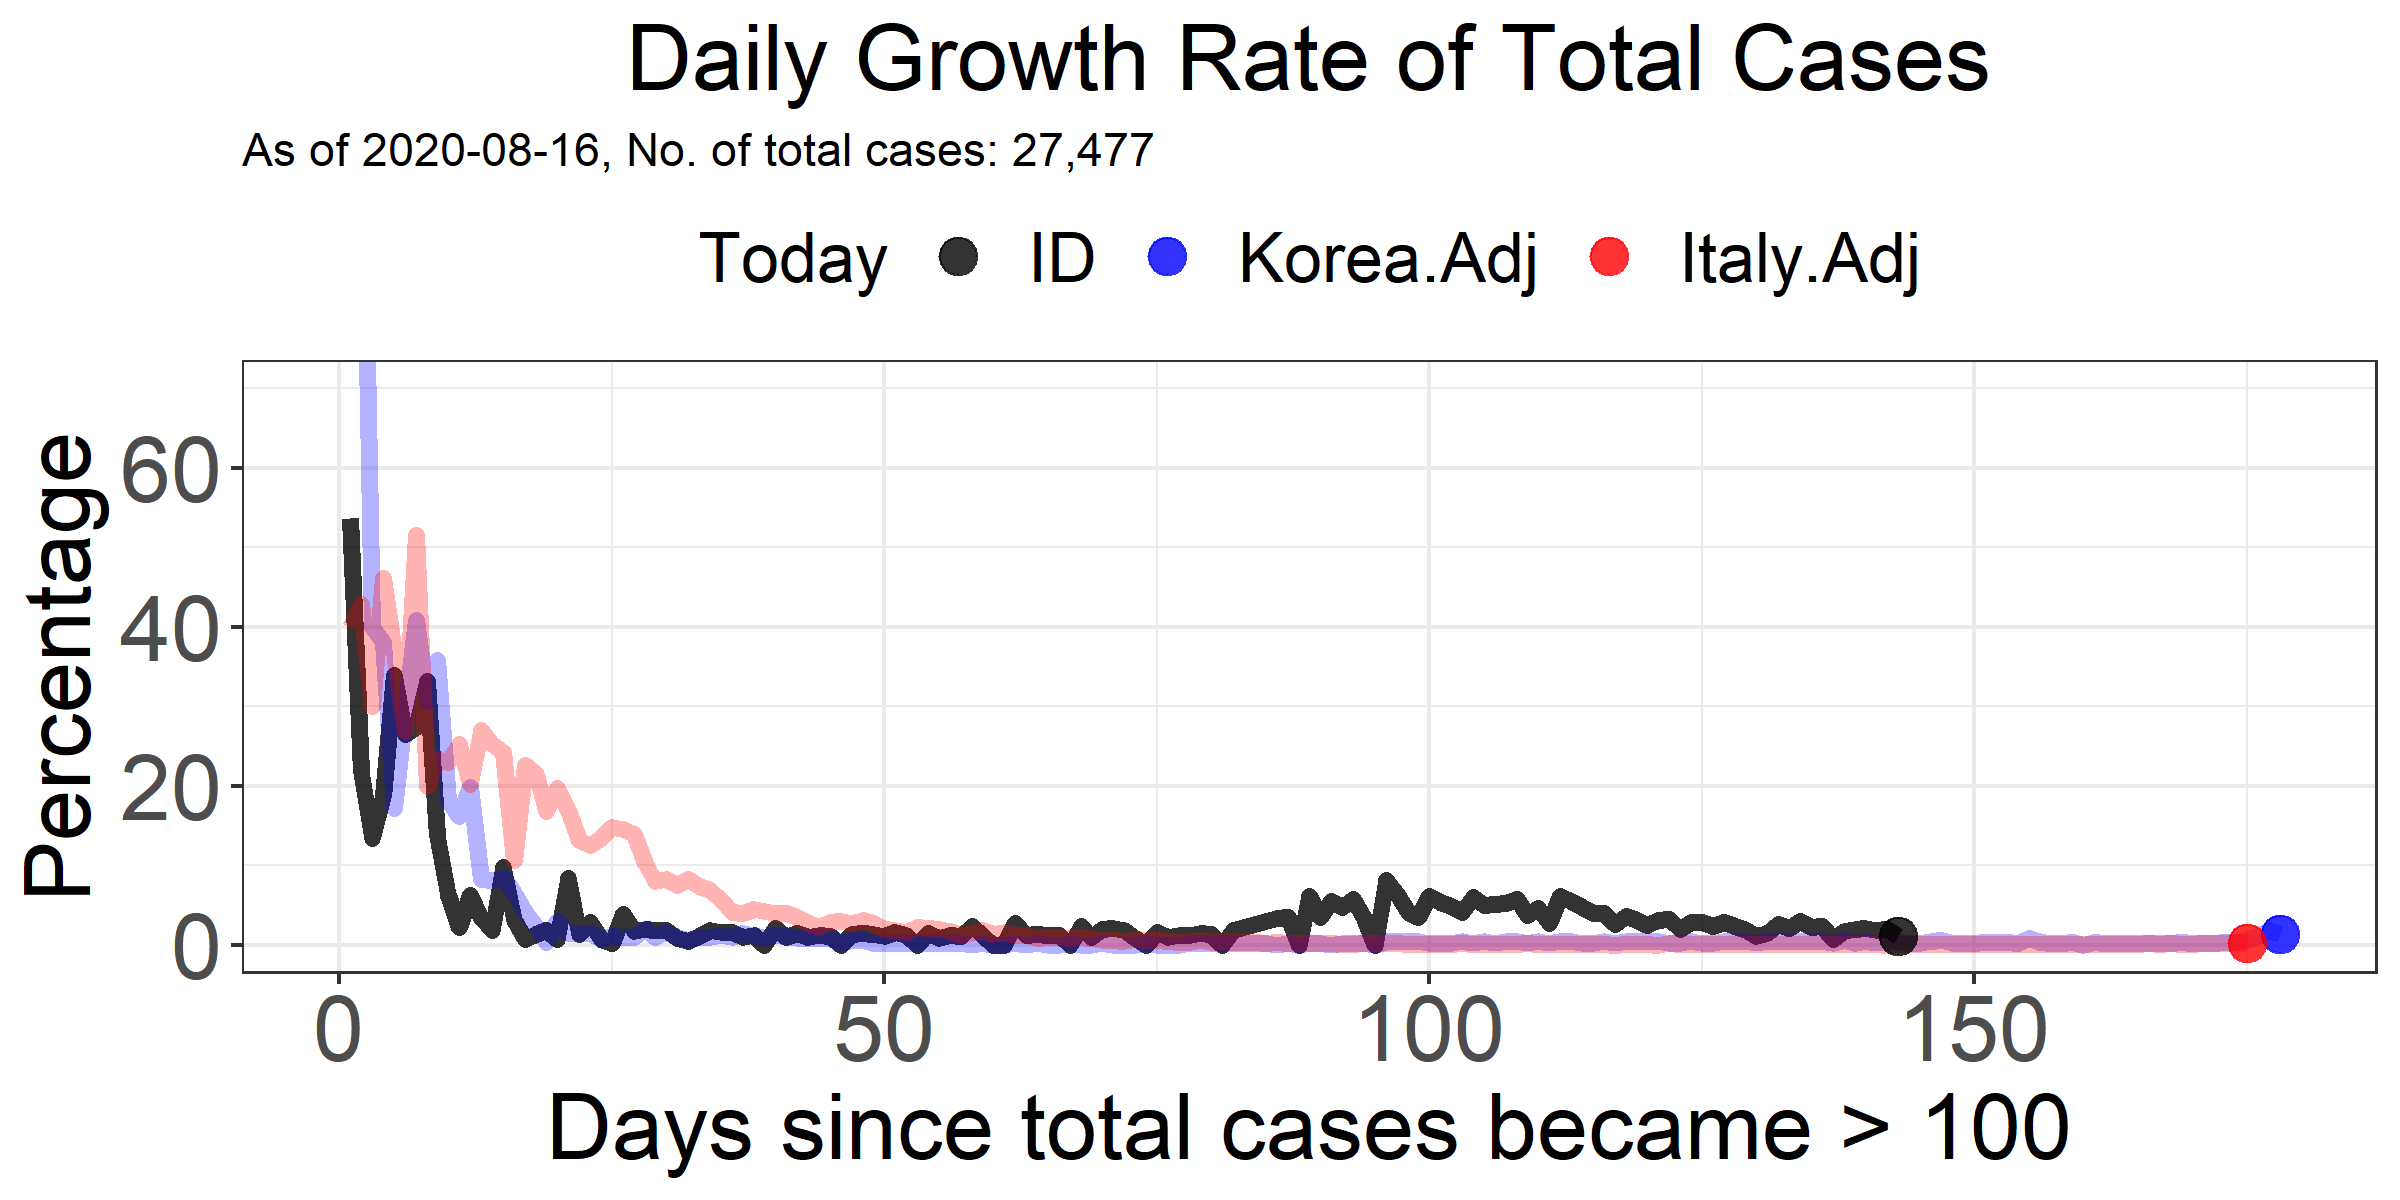 Daily Growth Rate of Total Cases
As of 2020-08-16, No. of total cases: 27,477
Today ID Korea.Adj Italy.Adj
Percentage
60
40
20
0
0 50 100 150
Days since total cases became > 100